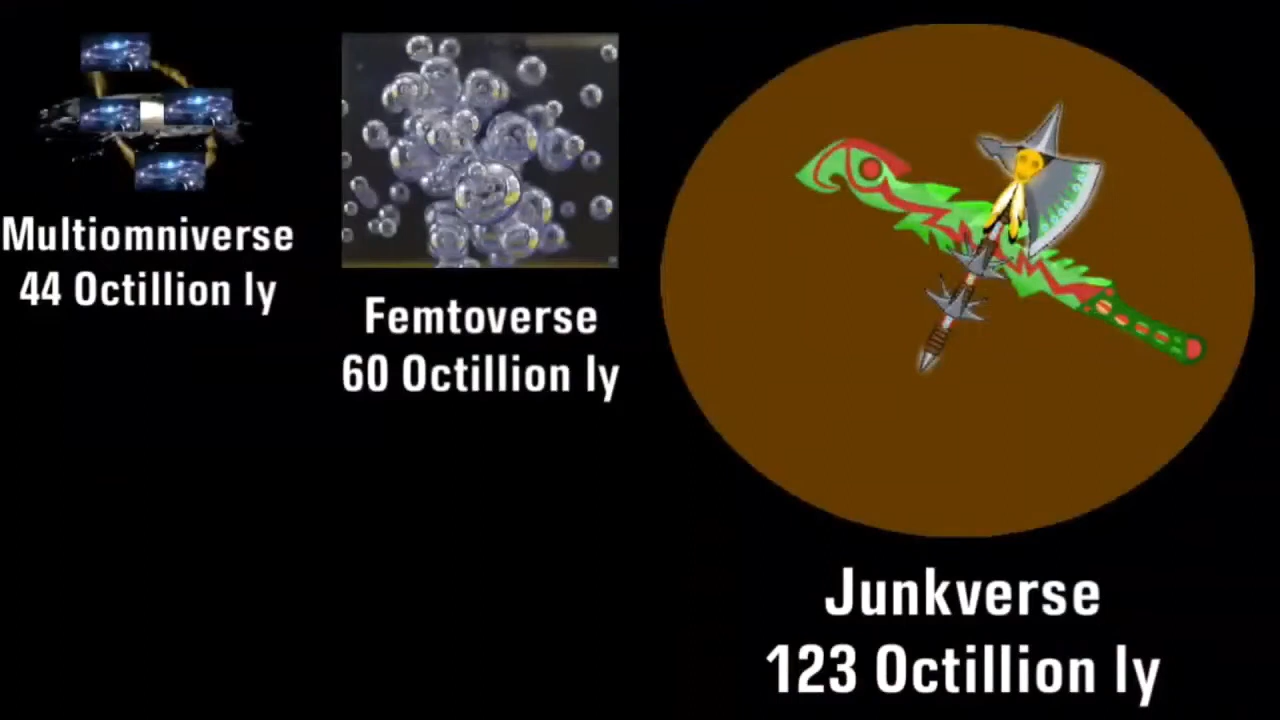 Multiomniverse
44 Octillion ly
Femtoverse
60 Octillion ly
Junkverse
123 Octillion ly